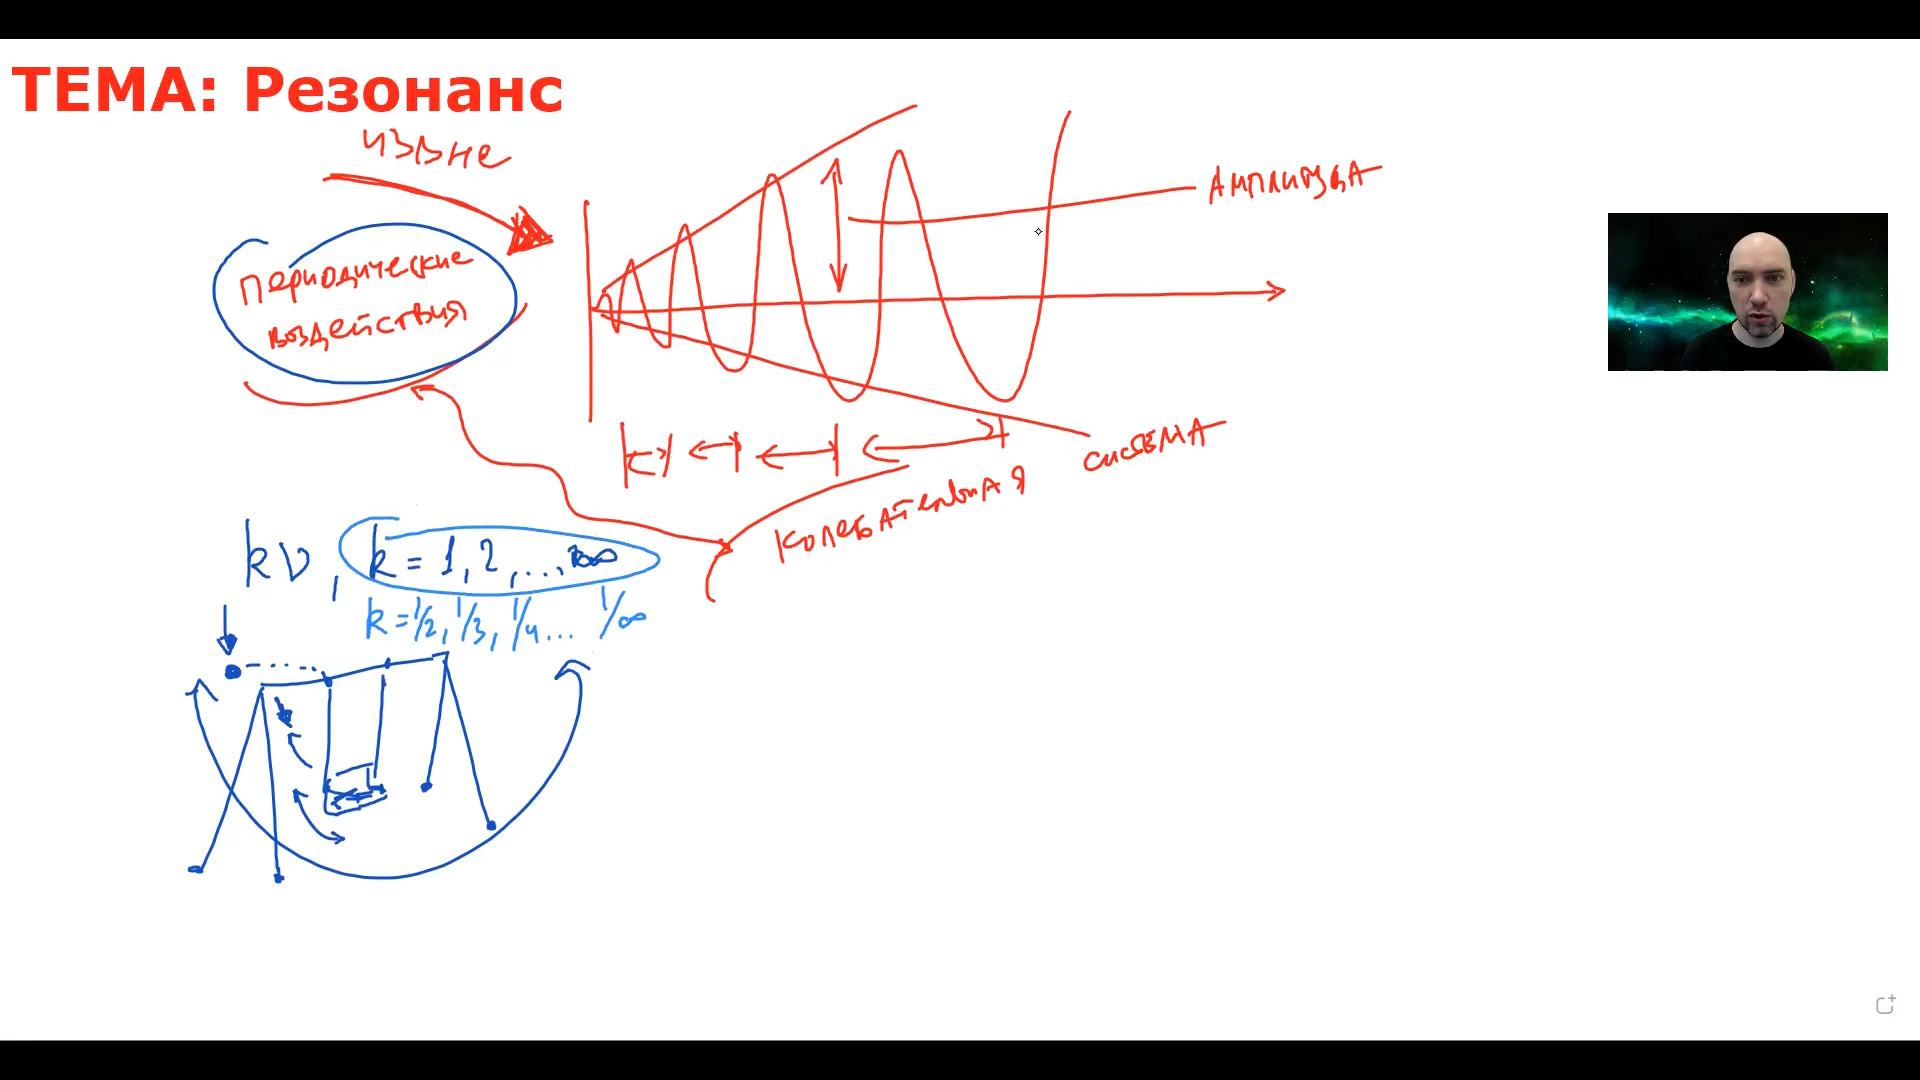 ТЕМА: Резонанс
извне
Периодические
воздействия
Амплитуда
система
колебательная
kν, k = 1, 2, ..., ∞
k = 1/2, 1/3, 1/4 ... 1/∞